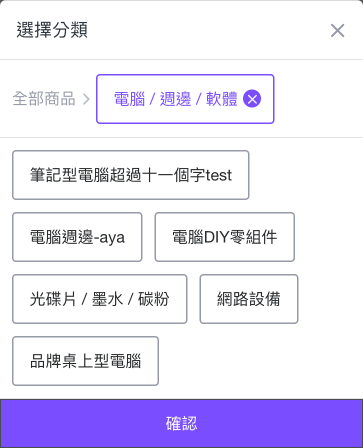 選擇分類
全部商品 電腦 / 週邊 / 軟體
筆記型電腦超過十一個字test
電腦週邊-aya 電腦DIY零組件
光碟片 / 墨水 / 碳粉 網路設備
品牌桌上型電腦
確認